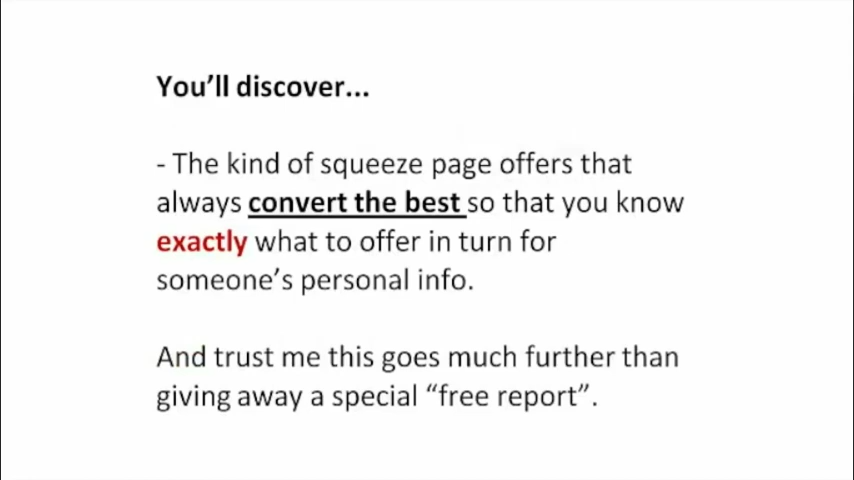 You’ll discover...
- The kind of squeeze page offers that
always convert the best so that you know
exactly what to offer in turn for
someone’s personal info.
And trust me this goes much further than
giving away a special “free report”.